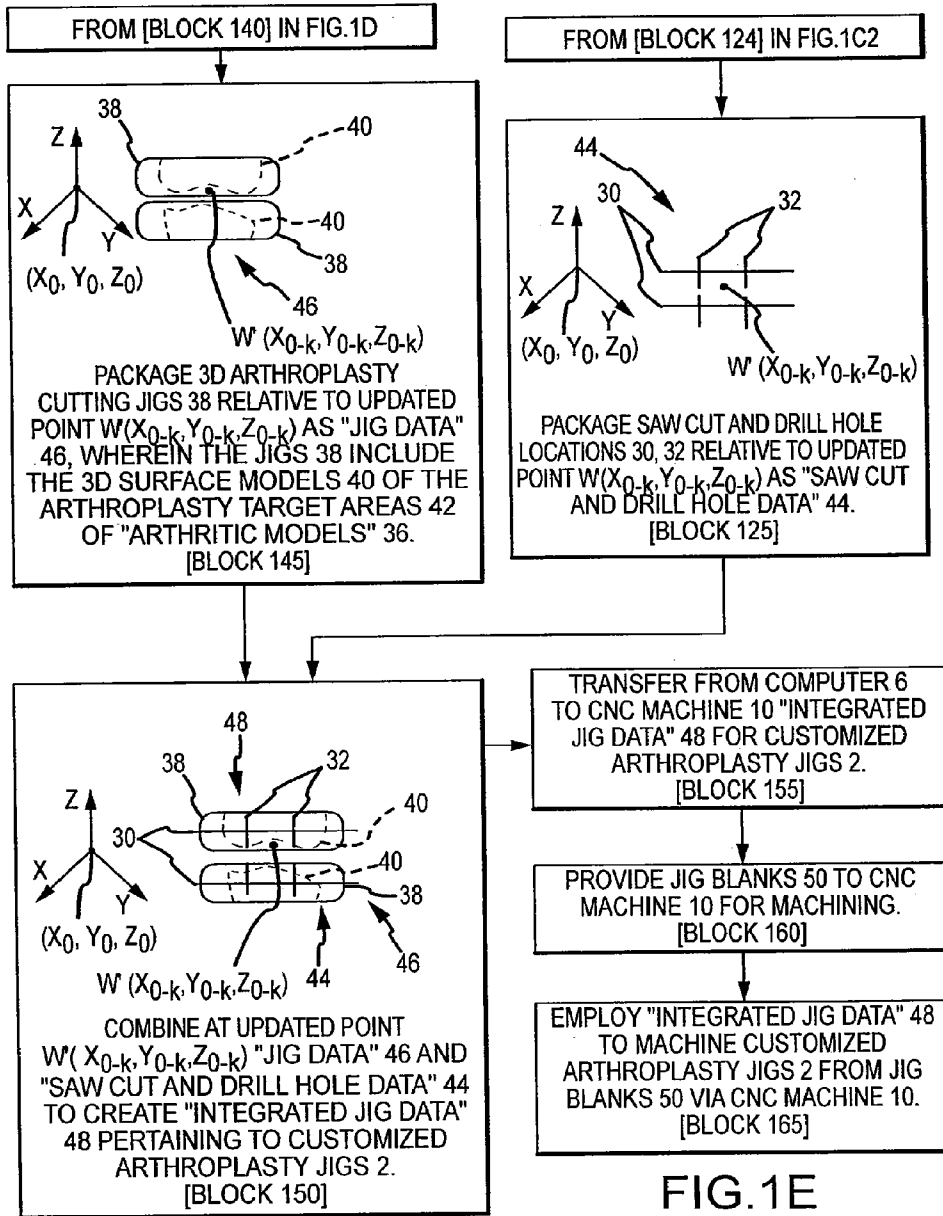 FROM [BLOCK 140] IN FIG.1D
38
40
Z
X
Y
(X0, Y0, Z0)
40
38
46
W' (X0-k,Y0-k,Z0-k)
PACKAGE 3D ARTHROPLASTY
CUTTING JIGS 38 RELATIVE TO UPDATED
POINT W'(X0-k,Y0-k,Z0-k) AS "JIG DATA"
46, WHEREIN THE JIGS 38 INCLUDE
THE 3D SURFACE MODELS 40 OF THE
ARTHROPLASTY TARGET AREAS 42
OF "ARTHRITIC MODELS" 36.
[BLOCK 145]
FROM [BLOCK 124] IN FIG.1C2
44
30
32
Z
X
Y
(X0, Y0, Z0)
W' (X0-k,Y0-k,Z0-k)
PACKAGE SAW CUT AND DRILL HOLE
LOCATIONS 30, 32 RELATIVE TO UPDATED
POINT W'(X0-k,Y0-k,Z0-k) AS "SAW CUT
AND DRILL HOLE DATA" 44.
[BLOCK 125]
48
38
32
Z
40
30
X
Y
40
38
(X0, Y0, Z0)
44
46
W' (X0-k,Y0-k,Z0-k)
COMBINE AT UPDATED POINT
W'( X0-k,Y0-k,Z0-k) "JIG DATA" 46 AND
"SAW CUT AND DRILL HOLE DATA" 44
TO CREATE "INTEGRATED JIG DATA"
48 PERTAINING TO CUSTOMIZED
ARTHROPLASTY JIGS 2.
[BLOCK 150]
TRANSFER FROM COMPUTER 6
TO CNC MACHINE 10 "INTEGRATED
JIG DATA" 48 FOR CUSTOMIZED
ARTHROPLASTY JIGS 2.
[BLOCK 155]
PROVIDE JIG BLANKS 50 TO CNC
MACHINE 10 FOR MACHINING.
[BLOCK 160]
EMPLOY "INTEGRATED JIG DATA" 48
TO MACHINE CUSTOMIZED
ARTHROPLASTY JIGS 2 FROM JIG
BLANKS 50 VIA CNC MACHINE 10.
[BLOCK 165]
FIG.1E